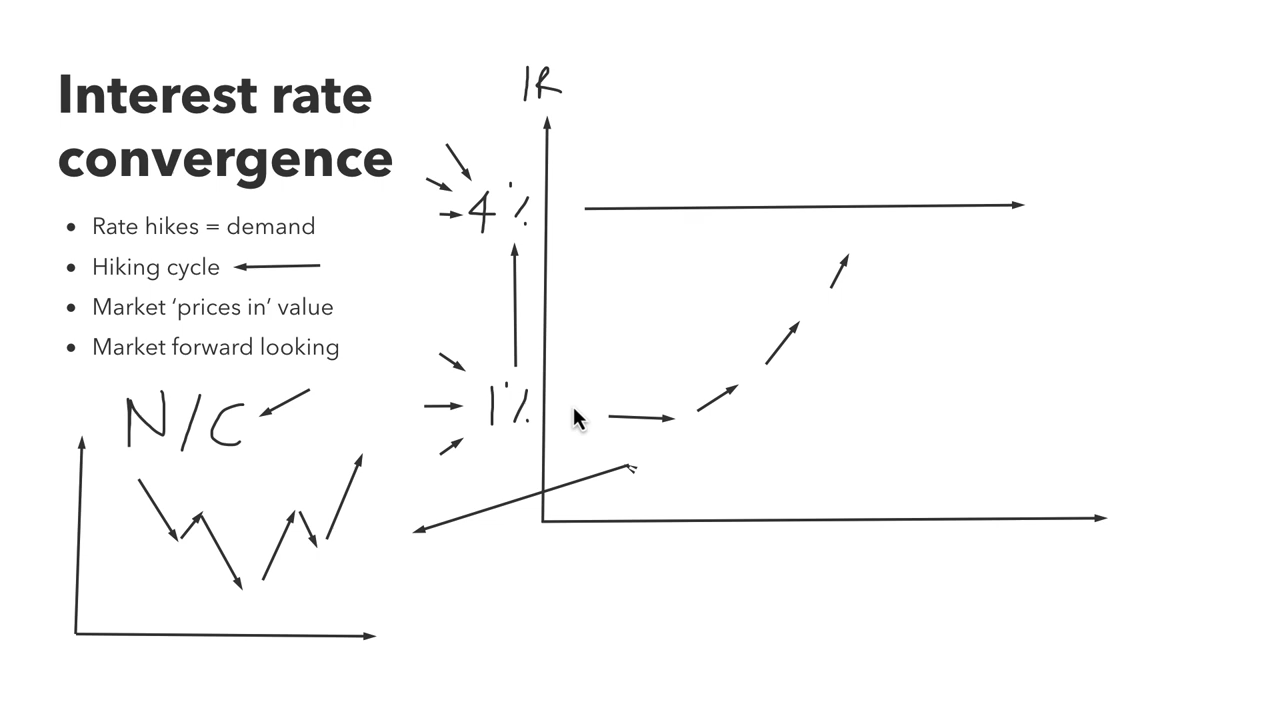 Interest rate
convergence
• Rate hikes = demand
• Hiking cycle
• Market ‘prices in’ value
• Market forward looking
N/C
IR
4%
1%